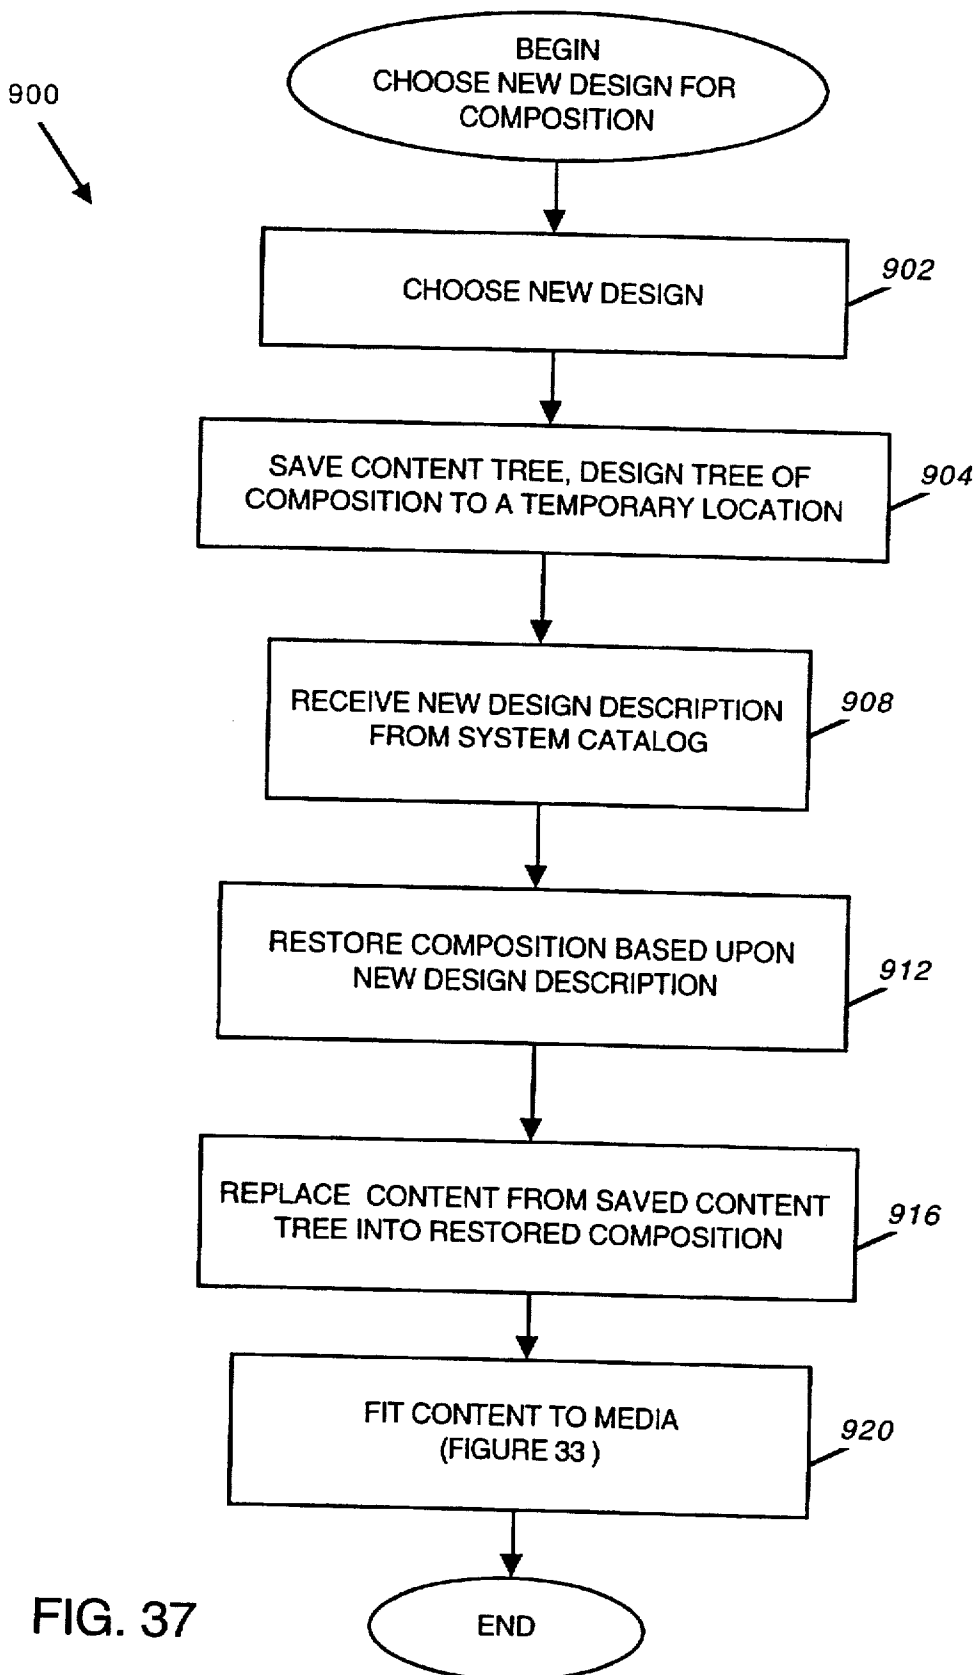 900
BEGIN
CHOOSE NEW DESIGN FOR
COMPOSITION
CHOOSE NEW DESIGN
902
SAVE CONTENT TREE, DESIGN TREE OF
COMPOSITION TO A TEMPORARY LOCATION
904
RECEIVE NEW DESIGN DESCRIPTION
FROM SYSTEM CATALOG
908
RESTORE COMPOSITION BASED UPON
NEW DESIGN DESCRIPTION
912
REPLACE CONTENT FROM SAVED CONTENT
TREE INTO RESTORED COMPOSITION
916
FIT CONTENT TO MEDIA
(FIGURE 33 )
920
END
FIG. 37